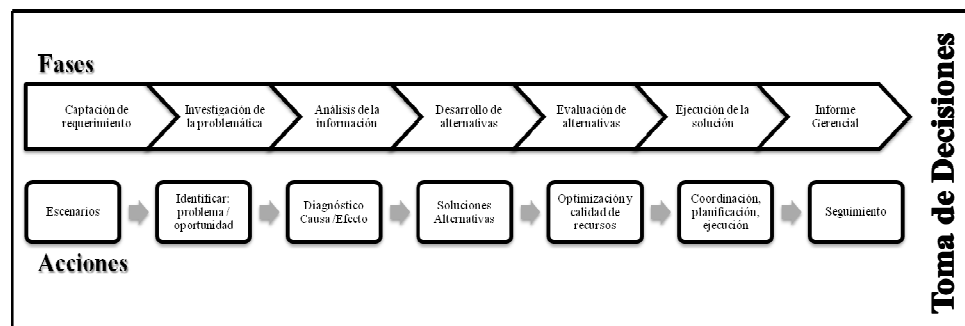 Fases
Captación de
requerimiento
Investigación de
la problemática
Análisis de la
información
Desarrollo de
alternativas
Evaluación de
alternativas
Ejecución de la
solución
Informe
Gerencial
Escenarios
Identificar:
problema /
oportunidad
Diagnóstico
Causa /Efecto
Soluciones
Alternativas
Optimización y
calidad de
recursos
Coordinación,
planificación,
ejecución
Seguimiento
Acciones
Toma de Decisiones